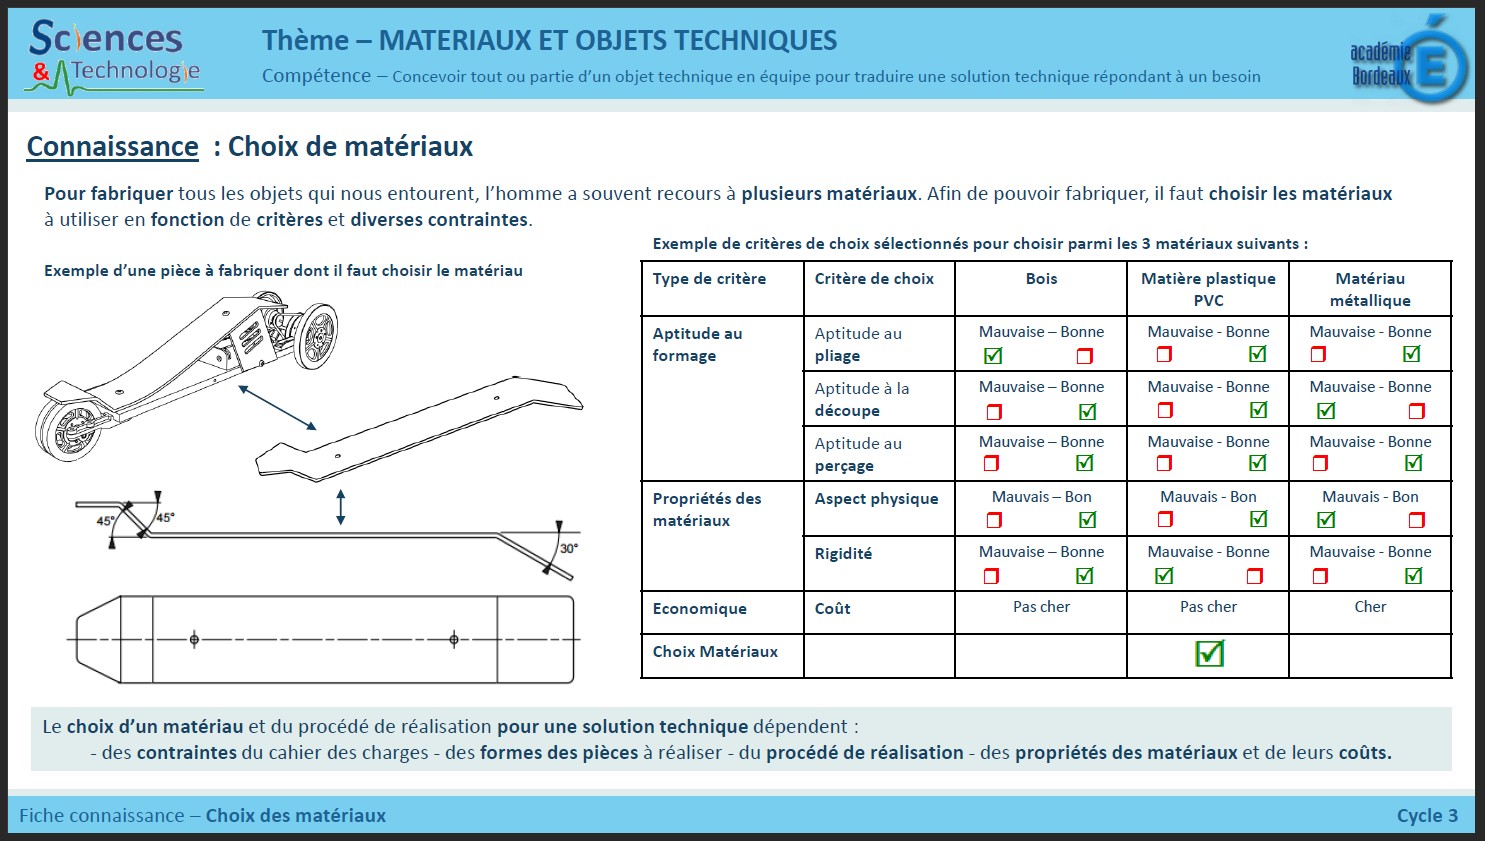 Sciences
& Technologie
Thème – MATERIAUX ET OBJETS TECHNIQUES
Compétence – Concevoir tout ou partie d'un objet technique en équipe pour traduire une solution technique répondant à un besoin
académie
Bordeaux
É
Connaissance : Choix de matériaux
Pour fabriquer tous les objets qui nous entourent, l'homme a souvent recours à plusieurs matériaux. Afin de pouvoir fabriquer, il faut choisir les matériaux
à utiliser en fonction de critères et diverses contraintes.
Exemple d'une pièce à fabriquer dont il faut choisir le matériau
45°
45°
30°
Exemple de critères de choix sélectionnés pour choisir parmi les 3 matériaux suivants :
Type de critère Critère de choix Bois Matière plastique PVC Matériau métallique
Aptitude au formage Aptitude au pliage Mauvaise – Bonne Mauvaise - Bonne Mauvaise - Bonne
Aptitude à la découpe Mauvaise – Bonne Mauvaise - Bonne Mauvaise - Bonne
Aptitude au perçage Mauvaise – Bonne Mauvaise - Bonne Mauvaise - Bonne
Propriétés des matériaux Aspect physique Mauvais – Bon Mauvais - Bon Mauvais - Bon
Rigidité Mauvaise – Bonne Mauvaise - Bonne Mauvaise - Bonne
Economique Coût Pas cher Pas cher Cher
Choix Matériaux
Le choix d'un matériau et du procédé de réalisation pour une solution technique dépendent :
- des contraintes du cahier des charges - des formes des pièces à réaliser - du procédé de réalisation - des propriétés des matériaux et de leurs coûts.
Fiche connaissance – Choix des matériaux
Cycle 3